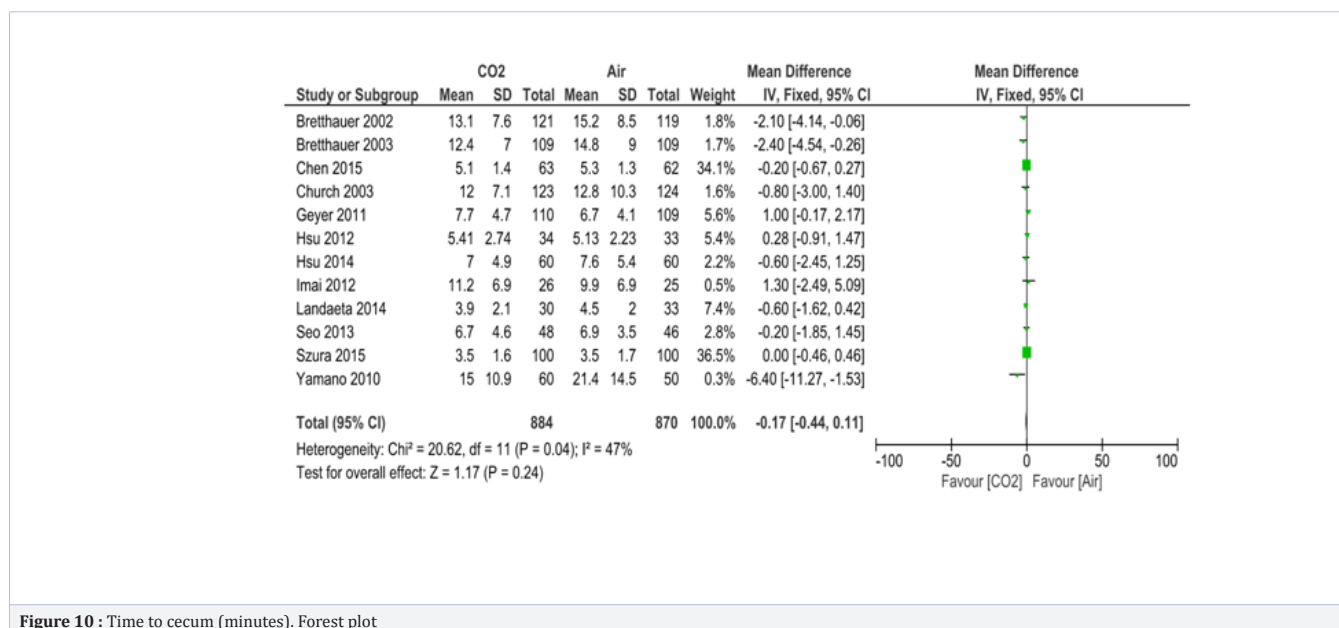 CO2 Air Mean Difference Mean Difference
Study or Subgroup Mean SD Total Mean SD Total Weight IV, Fixed, 95% CI IV, Fixed, 95% CI
Bretthauer 2002 13.1 7.6 121 15.2 8.5 119 1.8% -2.10 [-4.14, -0.06]
Bretthauer 2003 12.4 7 109 14.8 9 109 1.7% -2.40 [-4.54, -0.26]
Chen 2015 5.1 1.4 63 5.3 1.3 62 34.1% -0.20 [-0.67, 0.27]
Church 2003 12 7.1 123 12.8 10.3 124 1.6% -0.80 [-3.00, 1.40]
Geyer 2011 7.7 4.7 110 6.7 4.1 109 5.6% 1.00 [-0.17, 2.17]
Hsu 2012 5.41 2.74 34 5.13 2.23 33 5.4% 0.28 [-0.91, 1.47]
Hsu 2014 7 4.9 60 7.6 5.4 60 2.2% -0.60 [-2.45, 1.25]
Imai 2012 11.2 6.9 26 9.9 6.9 25 0.5% 1.30 [-2.49, 5.09]
Landaeta 2014 3.9 2.1 30 4.5 2 33 7.4% -0.60 [-1.62, 0.42]
Seo 2013 6.7 4.6 48 6.9 3.5 46 2.8% -0.20 [-1.85, 1.45]
Szura 2015 3.5 1.6 100 3.5 1.7 100 36.5% 0.00 [-0.46, 0.46]
Yamano 2010 15 10.9 60 21.4 14.5 50 0.3% -6.40 [-11.27, -1.53]
Total (95% CI) 884 870 100.0% -0.17 [-0.44, 0.11]
Heterogeneity: Chi² = 20.62, df = 11 (P = 0.04); I² = 47%
Test for overall effect: Z = 1.17 (P = 0.24)
-100 -50 0 50 100
Favour [CO2] Favour [Air]
Figure 10 : Time to cecum (minutes). Forest plot